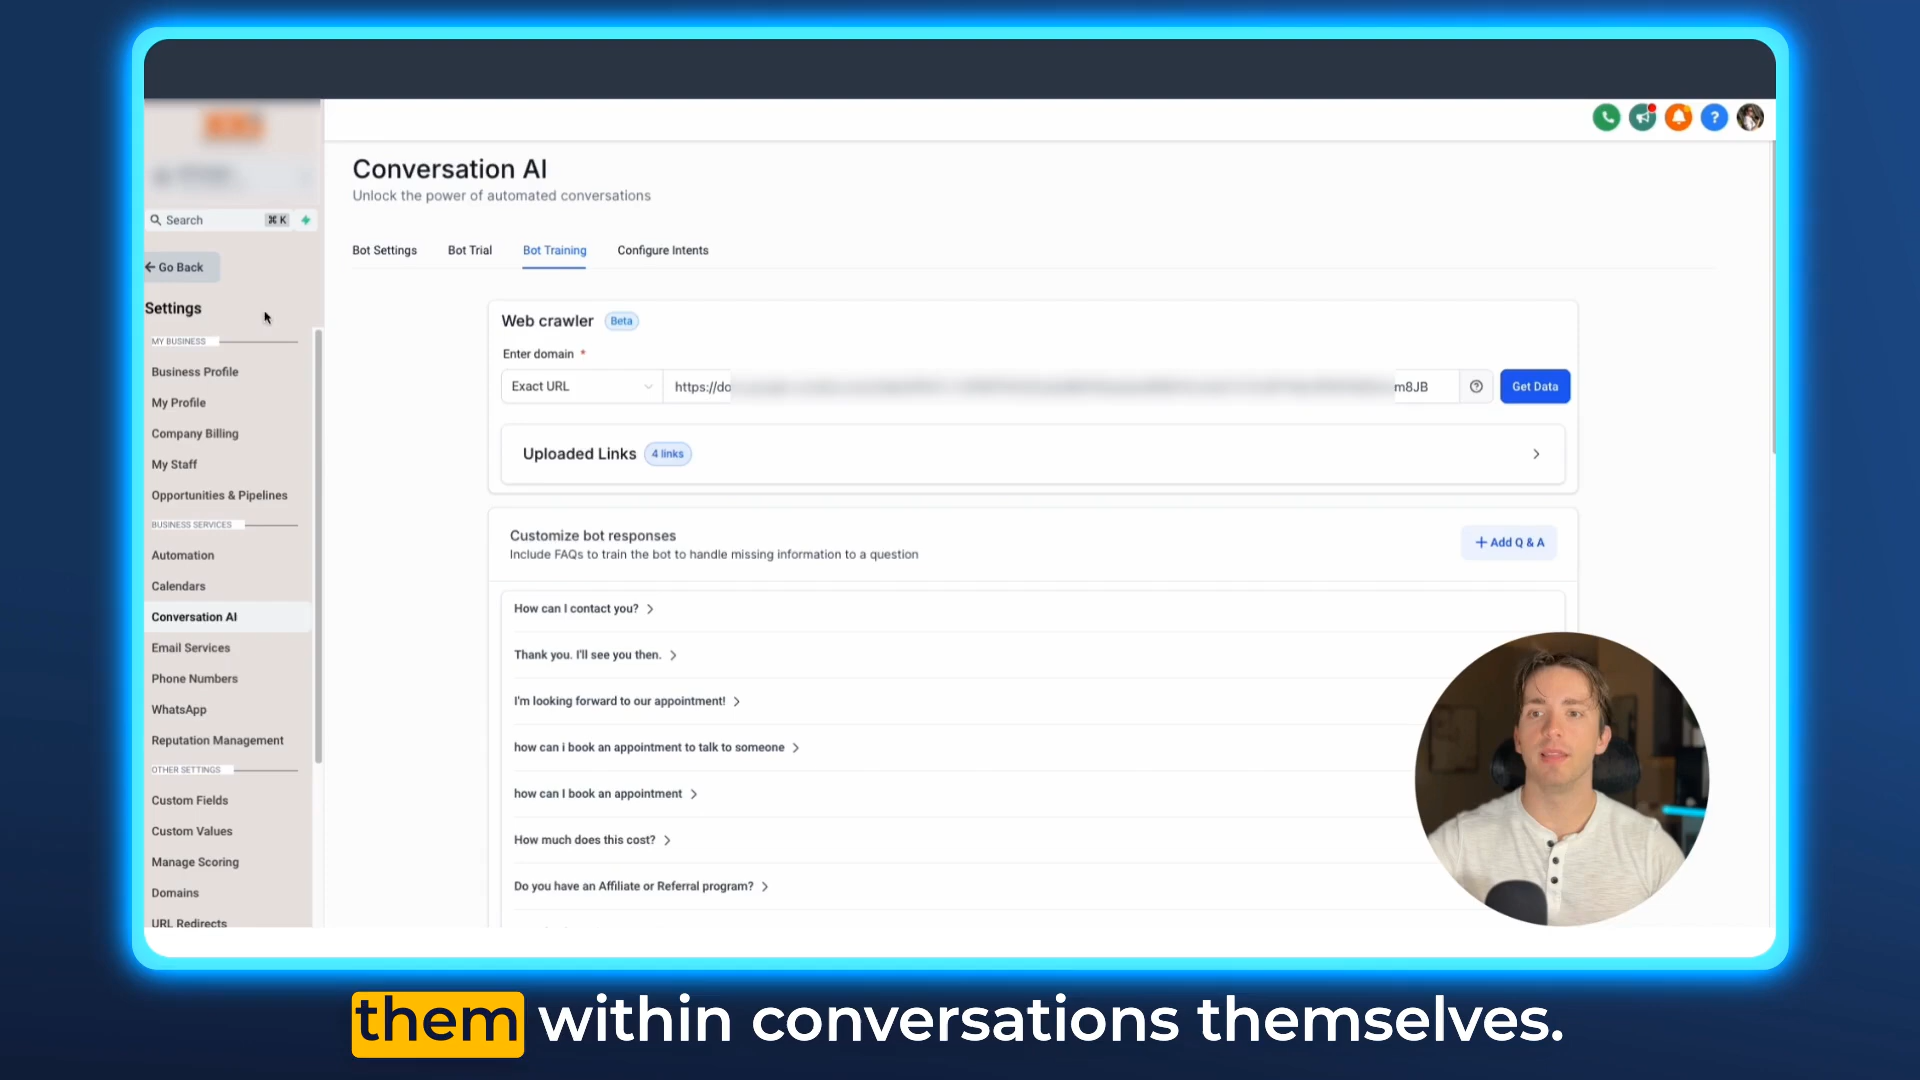 Search
⌘ K
Go Back
Settings
MY BUSINESS
Business Profile
My Profile
Company Billing
My Staff
Opportunities & Pipelines
BUSINESS SERVICES
Automation
Calendars
Conversation AI
Email Services
Phone Numbers
WhatsApp
Reputation Management
OTHER SETTINGS
Custom Fields
Custom Values
Manage Scoring
Domains
URL Redirects
Conversation AI
Unlock the power of automated conversations
Bot Settings
Bot Trial
Bot Training
Configure Intents
Web crawler
Beta
Enter domain *
Exact URL
https://do
m8JB
Get Data
Uploaded Links
4 links
Customize bot responses
Include FAQs to train the bot to handle missing information to a question
+ Add Q & A
How can I contact you?
Thank you. I'll see you then.
I'm looking forward to our appointment!
how can i book an appointment to talk to someone
how can I book an appointment
How much does this cost?
Do you have an Affiliate or Referral program?
them within conversations themselves.